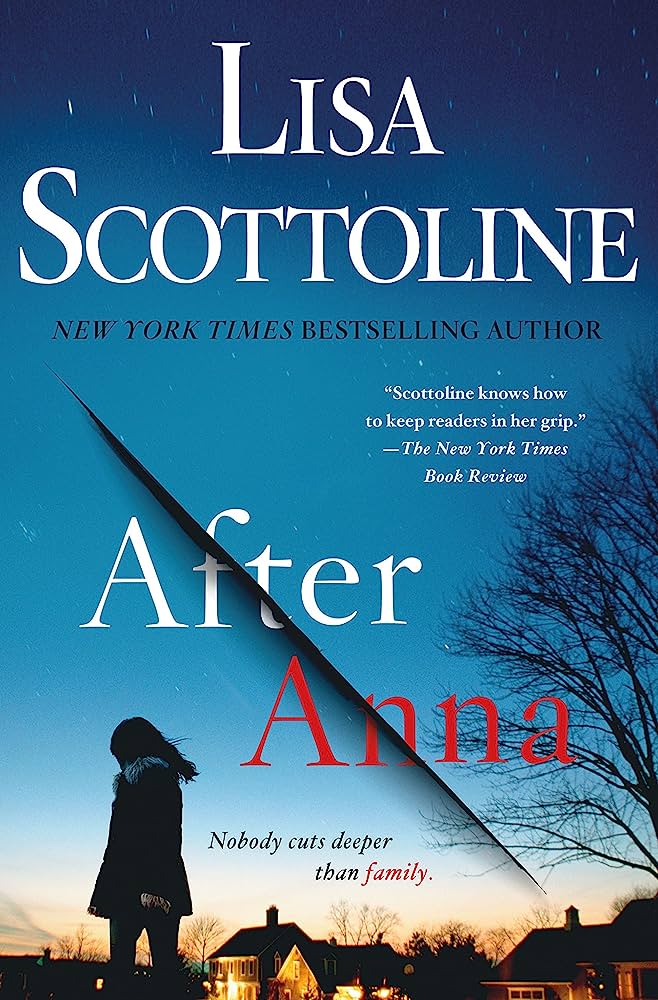 LISA
SCOTTOLINE
NEW YORK TIMES BESTSELLING AUTHOR
“Scottoline knows how
to keep readers in her grip.”
—The New York Times
Book Review
After
Anna
Nobody cuts deeper
than family.